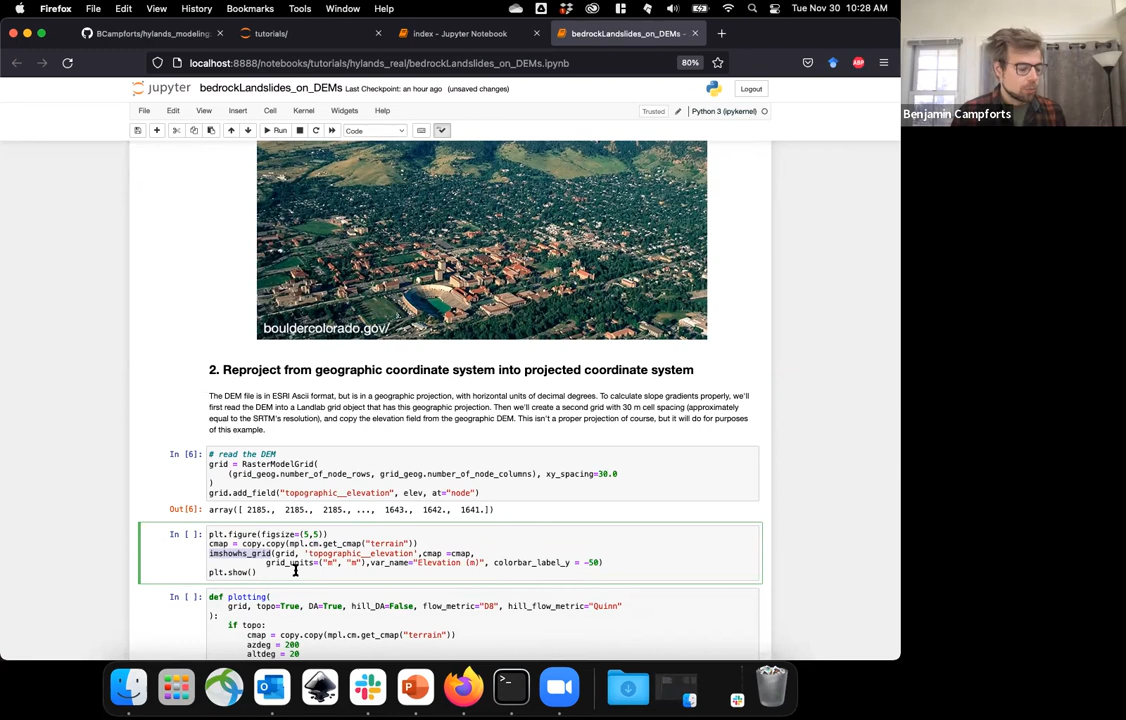 Firefox File Edit View History Bookmarks Tools Window Help Tue Nov 30 10:28 AM
BCampforts/hylands_modeling tutorials/ index - Jupyter Notebook bedrockLandslides_on_DEMs -
localhost:8888/notebooks/tutorials/hylands_real/bedrockLandslides_on_DEMs.ipynb 80% ABP
jupyter bedrockLandslides_on_DEMs Last Checkpoint: an hour ago (unsaved changes) Logout
File Edit View Insert Cell Kernel Widgets Help Trusted Python 3 (ipykernel)
Run Code
Benjamin Campforts
bouldercolorado.gov/
2. Reproject from geographic coordinate system into projected coordinate system
The DEM file is in ESRI Ascii format, but is in a geographic projection, with horizontal units of decimal degrees. To calculate slope gradients properly, we'll
first read the DEM into a Landlab grid object that has this geographic projection. Then we'll create a second grid with 30 m cell spacing (approximately
equal to the SRTM's resolution), and copy the elevation field from the geographic DEM. This isn't a proper projection of course, but it will do for purposes
of this example.
In [6]: # read the DEM
grid = RasterModelGrid(
(grid_geog.number_of_node_rows, grid_geog.number_of_node_columns), xy_spacing=30.0
)
grid.add_field("topographic__elevation", elev, at="node")
Out[6]: array([ 2185., 2185., 2185., ..., 1643., 1642., 1641.])
In [ ]: plt.figure(figsize=(5,5))
cmap = copy.copy(mpl.cm.get_cmap("terrain"))
imshowhs_grid(grid, 'topographic__elevation',cmap =cmap,
grid_units=("m", "m"),var_name="Elevation (m)", colorbar_label_y = -50)
plt.show()
In [ ]: def plotting(
grid, topo=True, DA=True, hill_DA=False, flow_metric="D8", hill_flow_metric="Quinn"
):
if topo:
cmap = copy.copy(mpl.cm.get_cmap("terrain"))
azdeg = 200
altdeg = 20